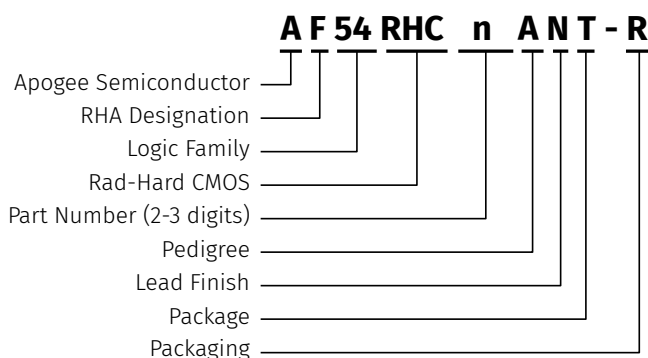 A F 54 RHC n A N T - R
Apogee Semiconductor
RHA Designation
Logic Family
Rad-Hard CMOS
Part Number (2-3 digits)
Pedigree
Lead Finish
Package
Packaging